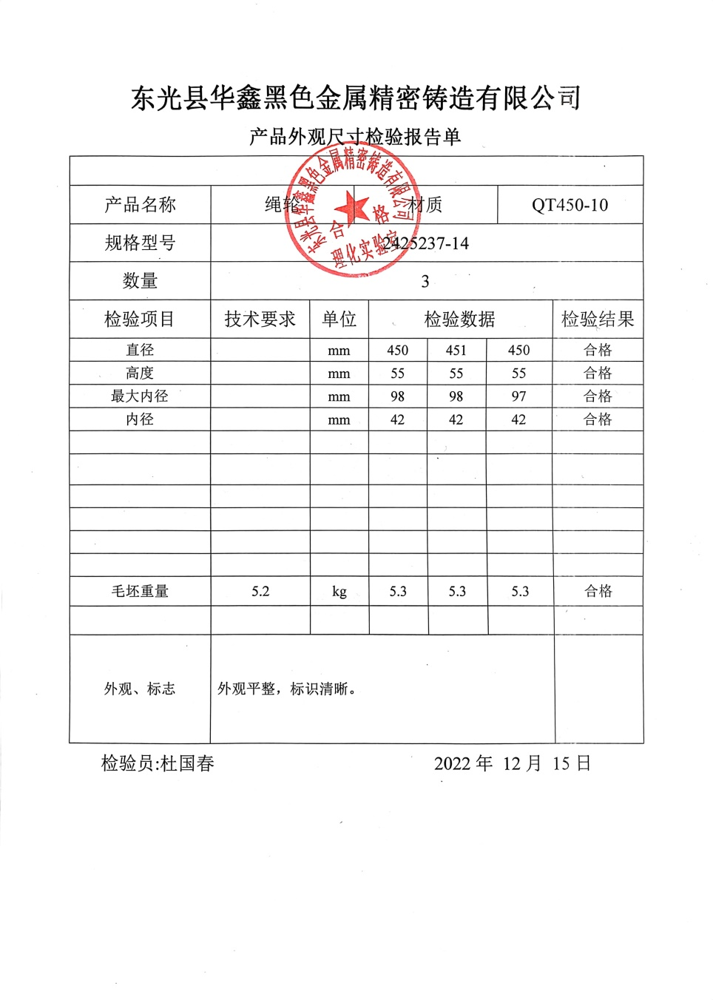 东光县华鑫黑色金属精密铸造有限公司
产品外观尺寸检验报告单
东光县华鑫黑色金属精密铸造有限公司
合 格
理化实验室
产品名称 绳轮 材质 QT450-10
规格型号 2425237-14
数量 3
检验项目 技术要求 单位 检验数据 检验结果
直径 mm 450 451 450 合格
高度 mm 55 55 55 合格
最大内径 mm 98 98 97 合格
内径 mm 42 42 42 合格
毛坯重量 5.2 kg 5.3 5.3 5.3 合格
外观、标志 外观平整，标识清晰。
检验员:杜国春 2022 年 12 月 15 日